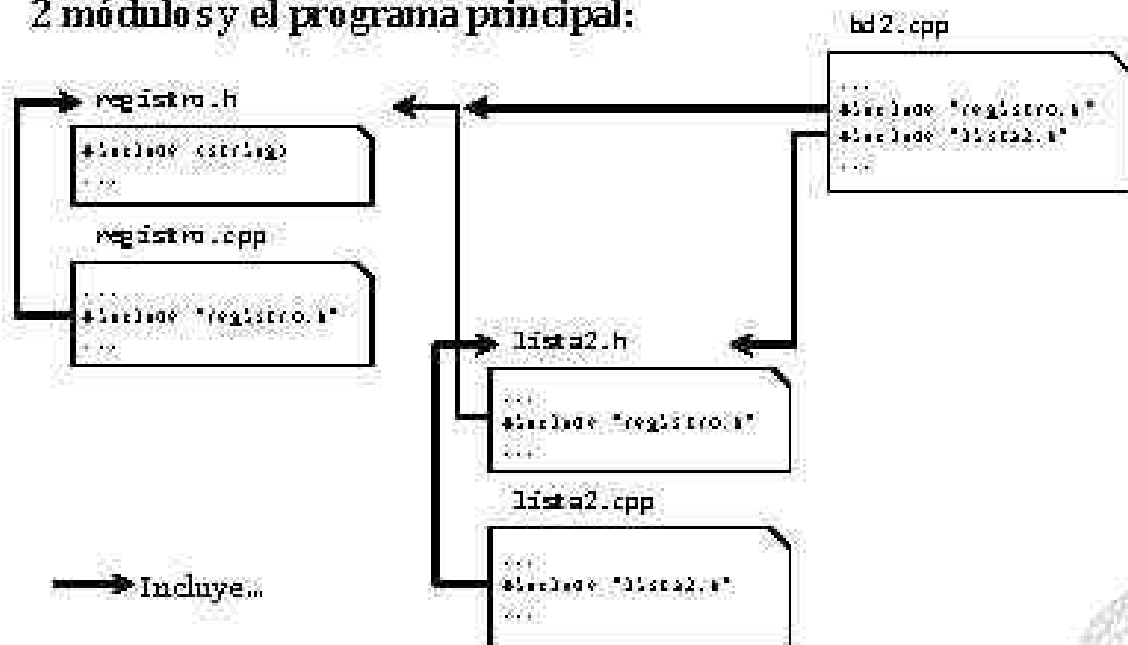 2 módulos y el programa principal:
bd2.cpp
...
#include "registro.h"
#include "lista2.h"
...
registro.h
#include <string>
...
registro.cpp
...
#include "registro.h"
...
lista2.h
...
#include "registro.h"
...
lista2.cpp
...
#include "lista2.h"
...
Incluye...